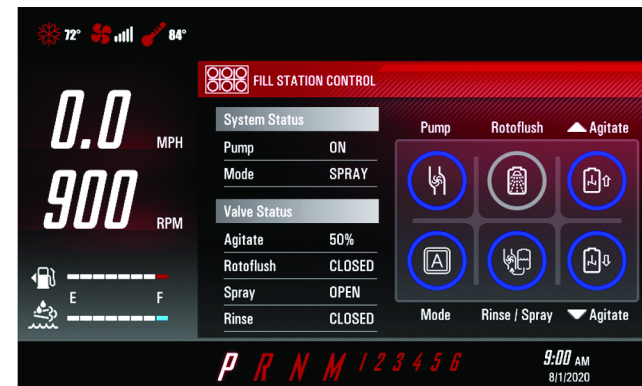 72° 84°
FILL STATION CONTROL
0.0 MPH
900 RPM
System Status
Pump ON
Mode SPRAY
Valve Status
Agitate 50%
Rotoflush CLOSED
Spray OPEN
Rinse CLOSED
Pump Rotoflush Agitate
A
Mode Rinse / Spray Agitate
E F
P R N M 1 2 3 4 5 6
9:00 AM
8/1/2020